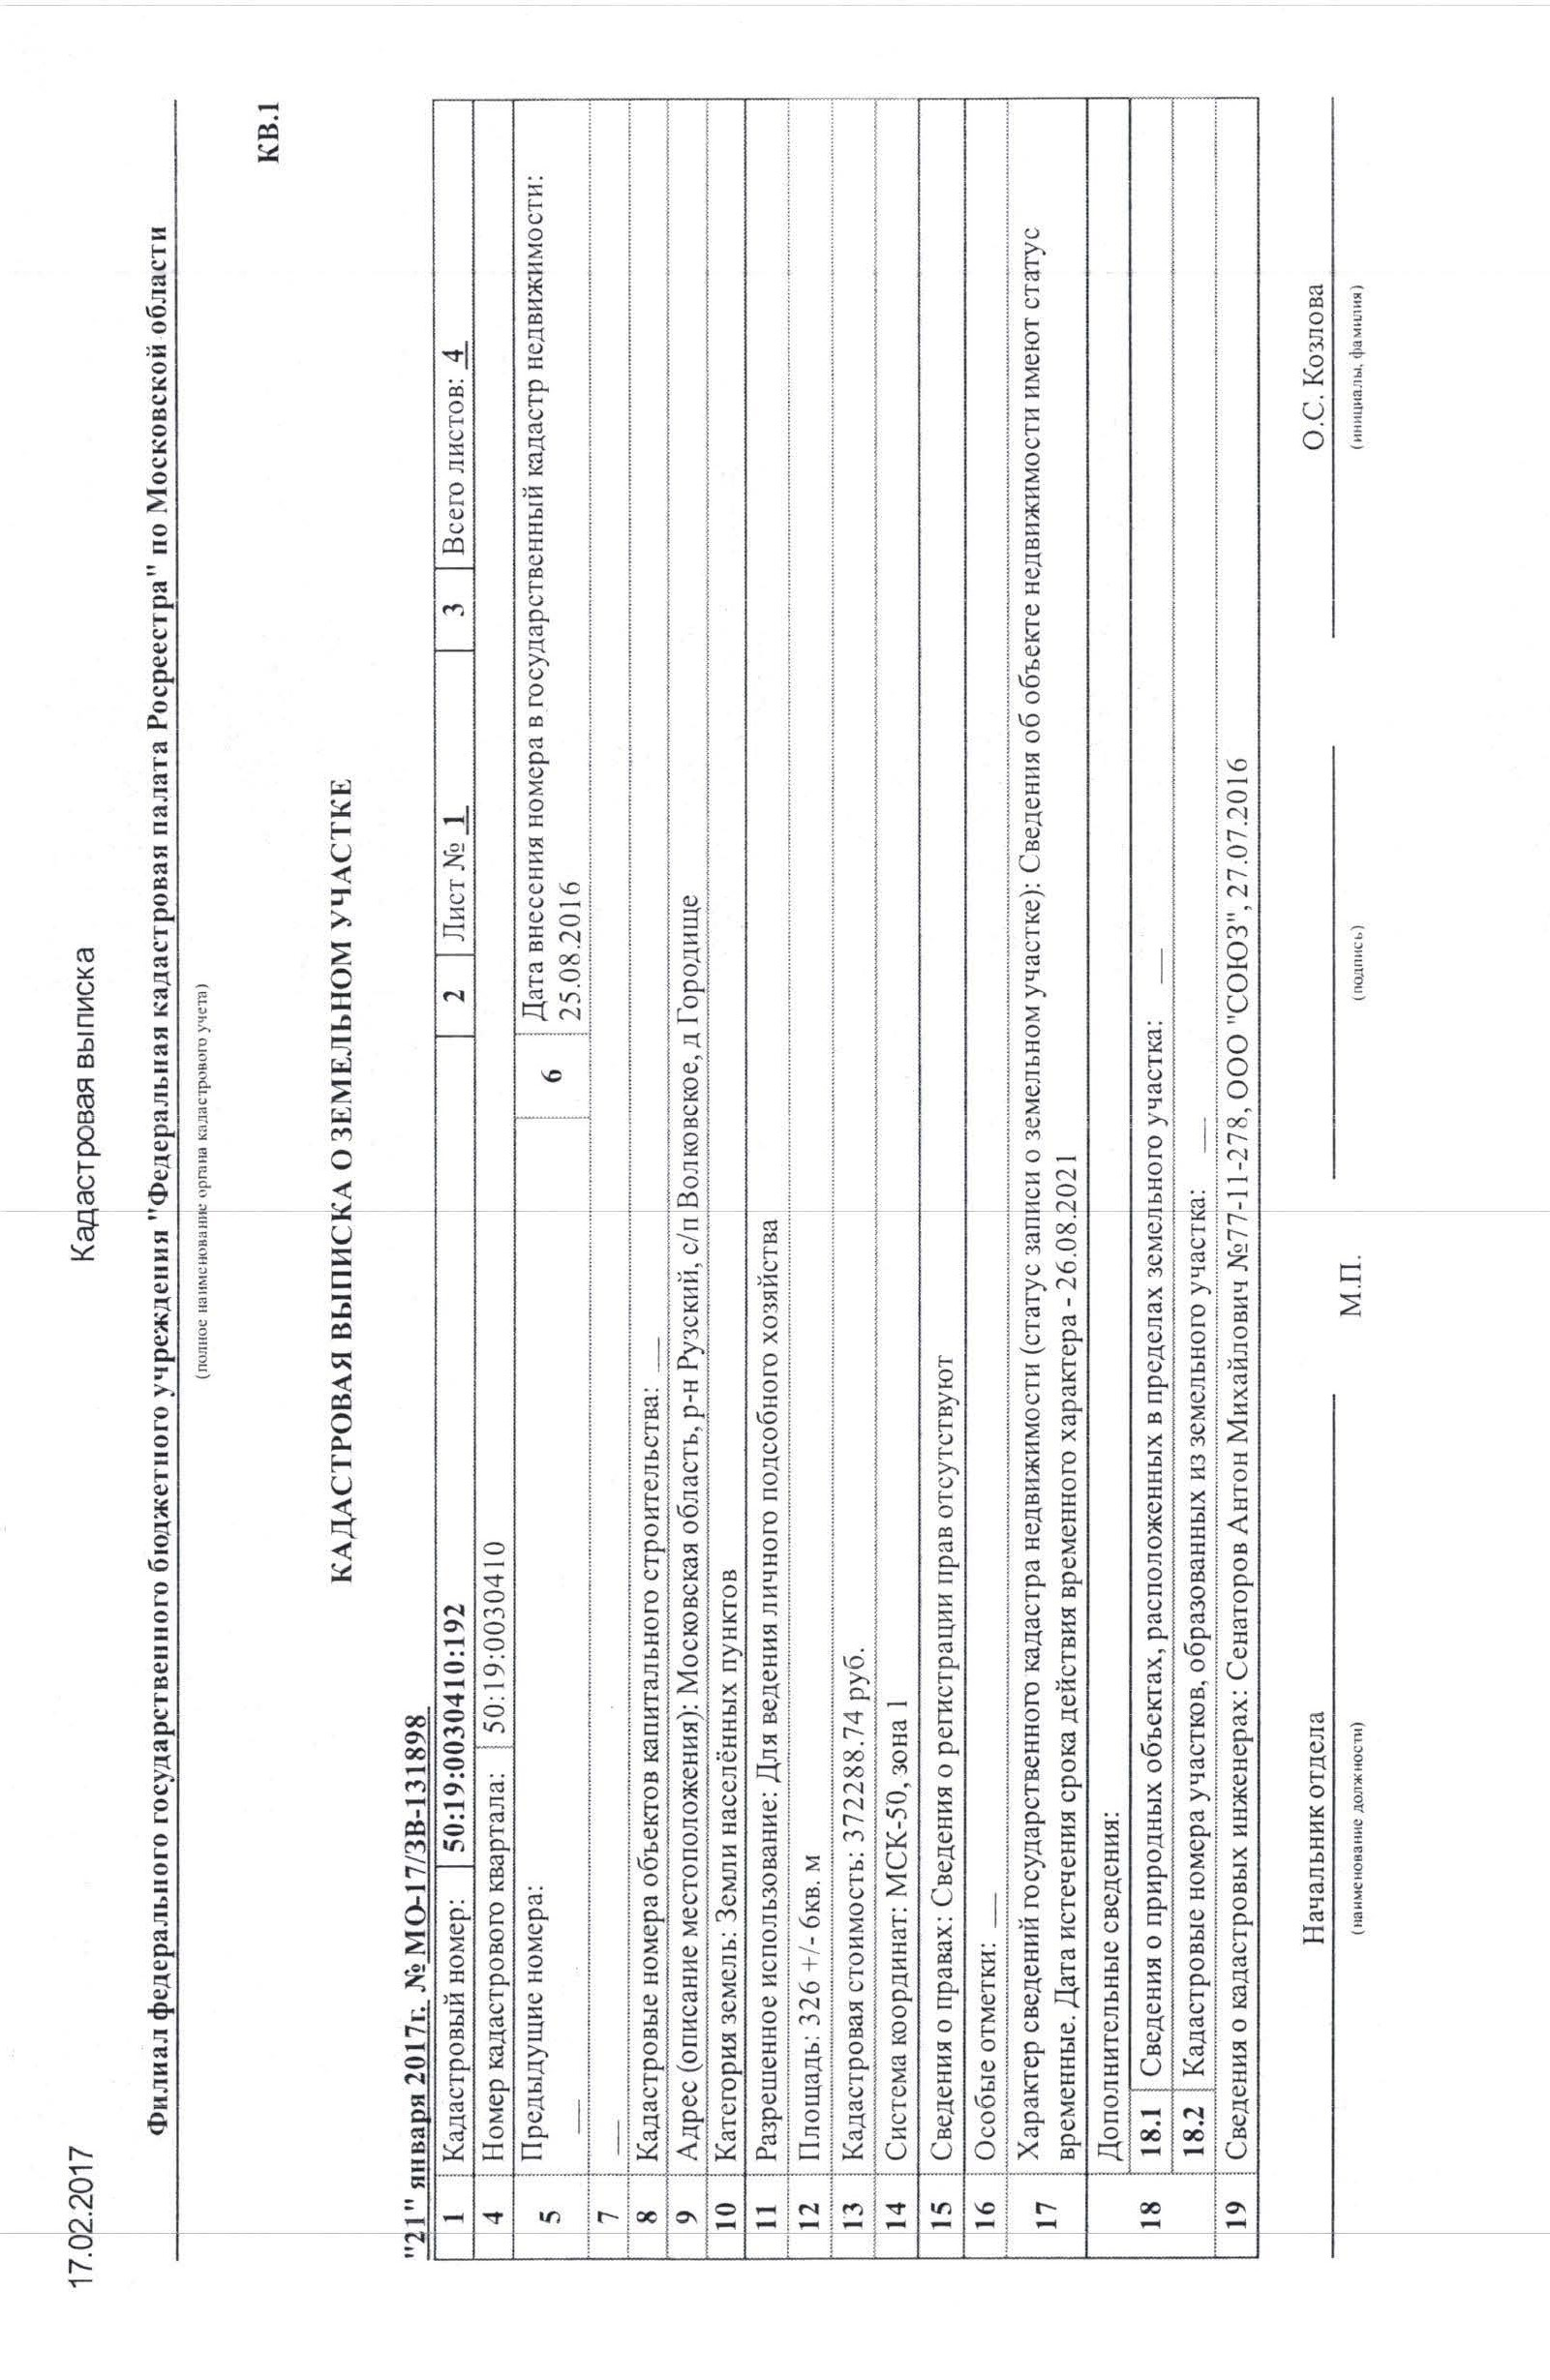 17.02.2017 Кадастровая выписка
Филиал федерального государственного бюджетного учреждения "Федеральная кадастровая палата Росреестра" по Московской области
(полное наименование органа кадастрового учета)
КВ.1
КАДАСТРОВАЯ ВЫПИСКА О ЗЕМЕЛЬНОМ УЧАСТКЕ
"21" января 2017г. № МО-17/ЗВ-131898
1 Кадастровый номер: 50:19:0030410:192 2 Лист № 1 3 Всего листов: 4
4 Номер кадастрового квартала: 50:19:0030410
5 Предыдущие номера: ___ 6 Дата внесения номера в государственный кадастр недвижимости:
25.08.2016
7 ___
8 Кадастровые номера объектов капитального строительства: ___
9 Адрес (описание местоположения): Московская область, р-н Рузский, с/п Волковское, д Городище
10 Категория земель: Земли населённых пунктов
11 Разрешенное использование: Для ведения личного подсобного хозяйства
12 Площадь: 326 +/- 6кв. м
13 Кадастровая стоимость: 372288.74 руб.
14 Система координат: МСК-50, зона 1
15 Сведения о правах: Сведения о регистрации прав отсутствуют
16 Особые отметки: ___
17 Характер сведений государственного кадастра недвижимости (статус записи о земельном участке): Сведения об объекте недвижимости имеют статус
временные. Дата истечения срока действия временного характера - 26.08.2021
18 Дополнительные сведения:
18.1 Сведения о природных объектах, расположенных в пределах земельного участка: ___
18.2 Кадастровые номера участков, образованных из земельного участка: ___
19 Сведения о кадастровых инженерах: Сенаторов Антон Михайлович №77-11-278, ООО "СОЮЗ", 27.07.2016
Начальник отдела О.С. Козлова
(наименование должности) М.П. (подпись) (инициалы, фамилия)